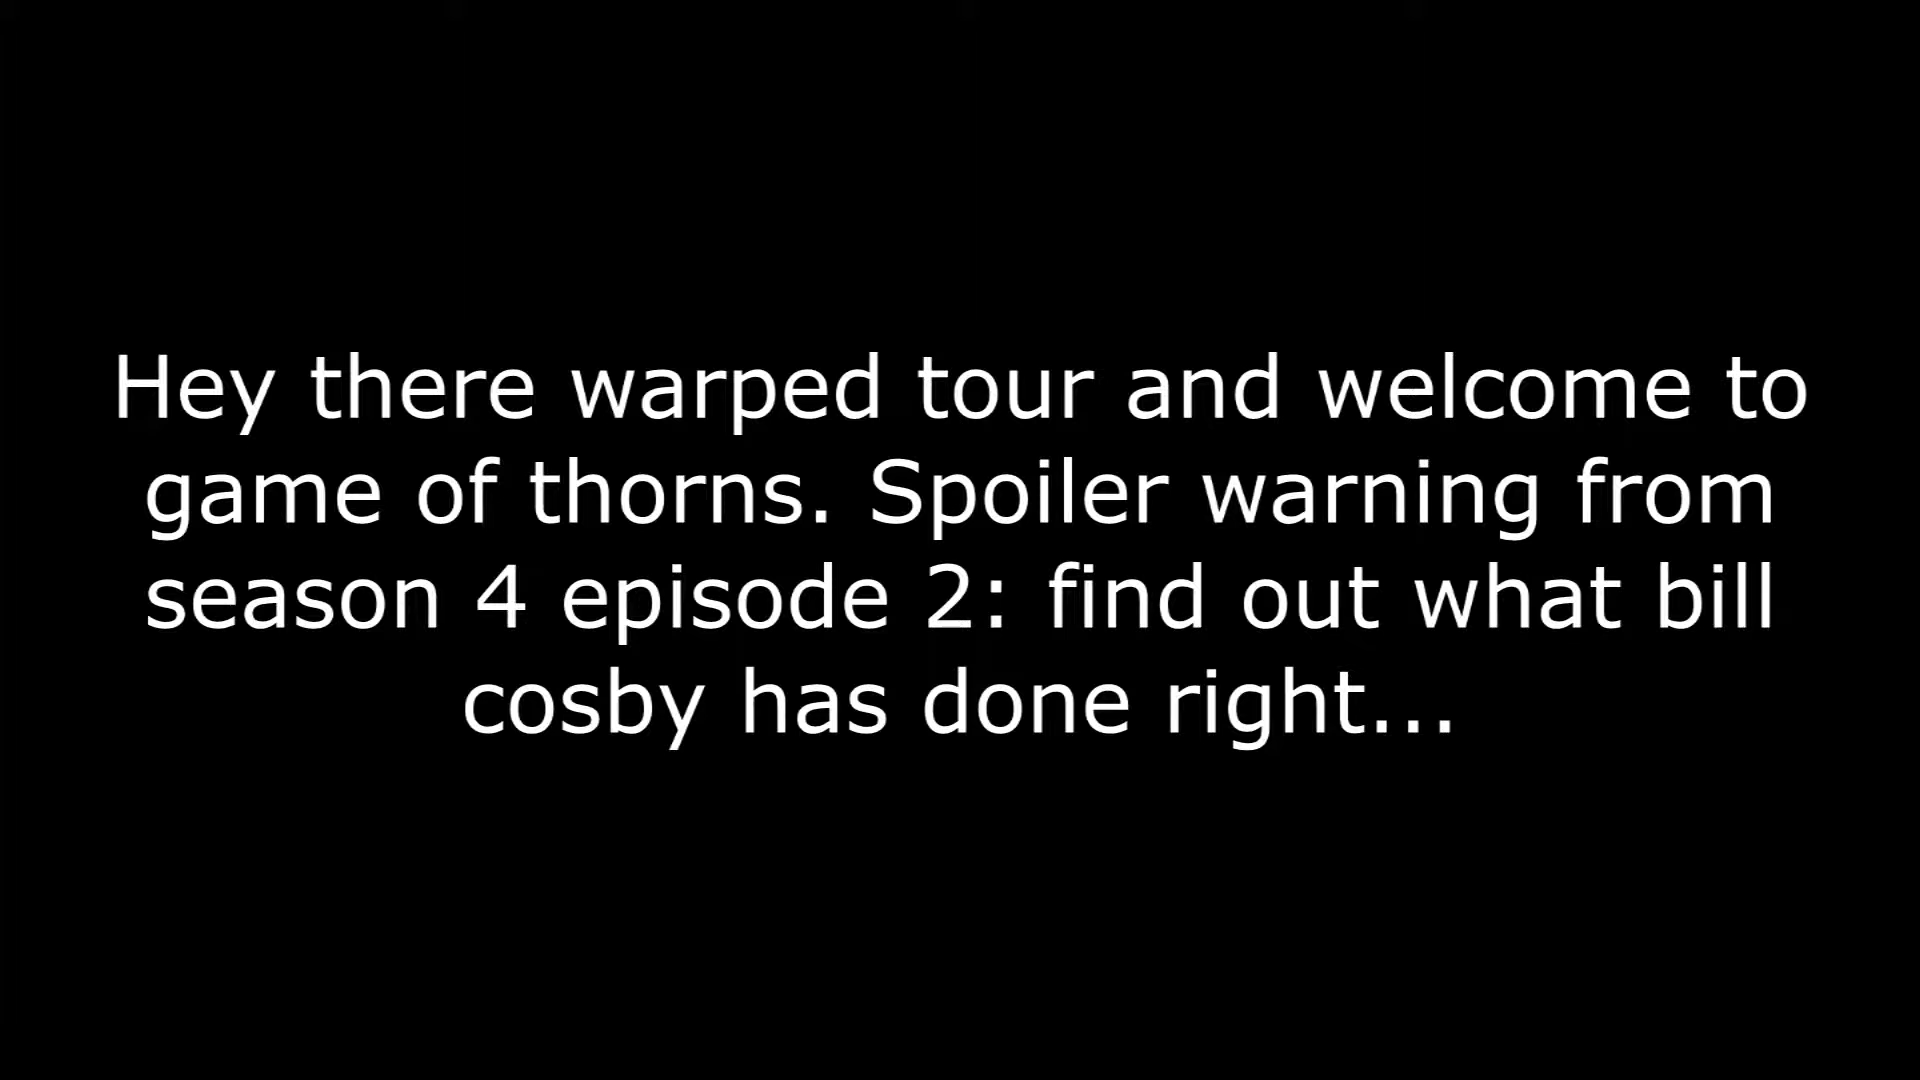 Hey there warped tour and welcome to
game of thorns. Spoiler warning from
season 4 episode 2: find out what bill
cosby has done right...